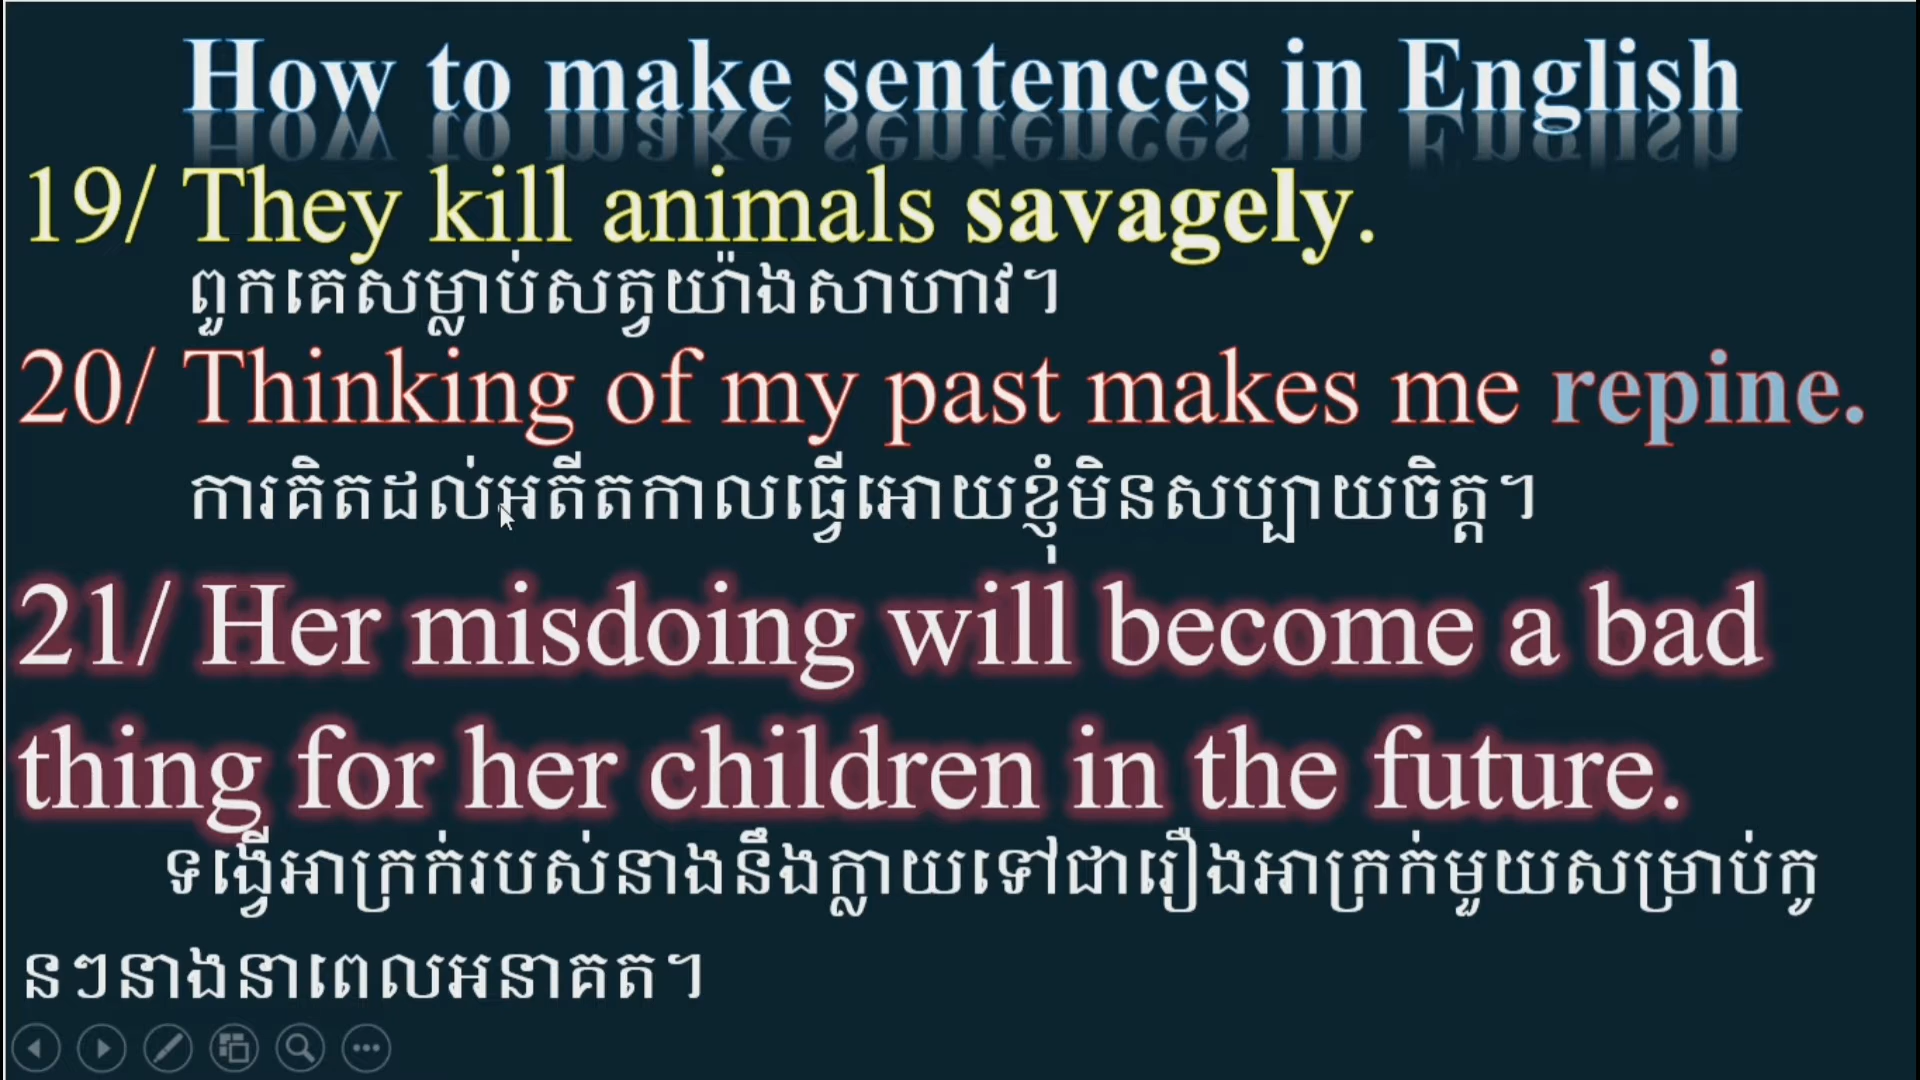 How to make sentences in English
19/ They kill animals savagely.
ពួកគេសម្លាប់សត្វយ៉ាងសាហាវ។
20/ Thinking of my past makes me repine.
ការគិតដល់អតីតកាលធ្វើអោយខ្ញុំមិនសប្បាយចិត្ត។
21/ Her misdoing will become a bad
thing for her children in the future.
ទង្វើអាក្រក់របស់នាងនឹងក្លាយទៅជារឿងអាក្រក់មួយសម្រាប់កូ
នៗនាងនាពេលអនាគត។